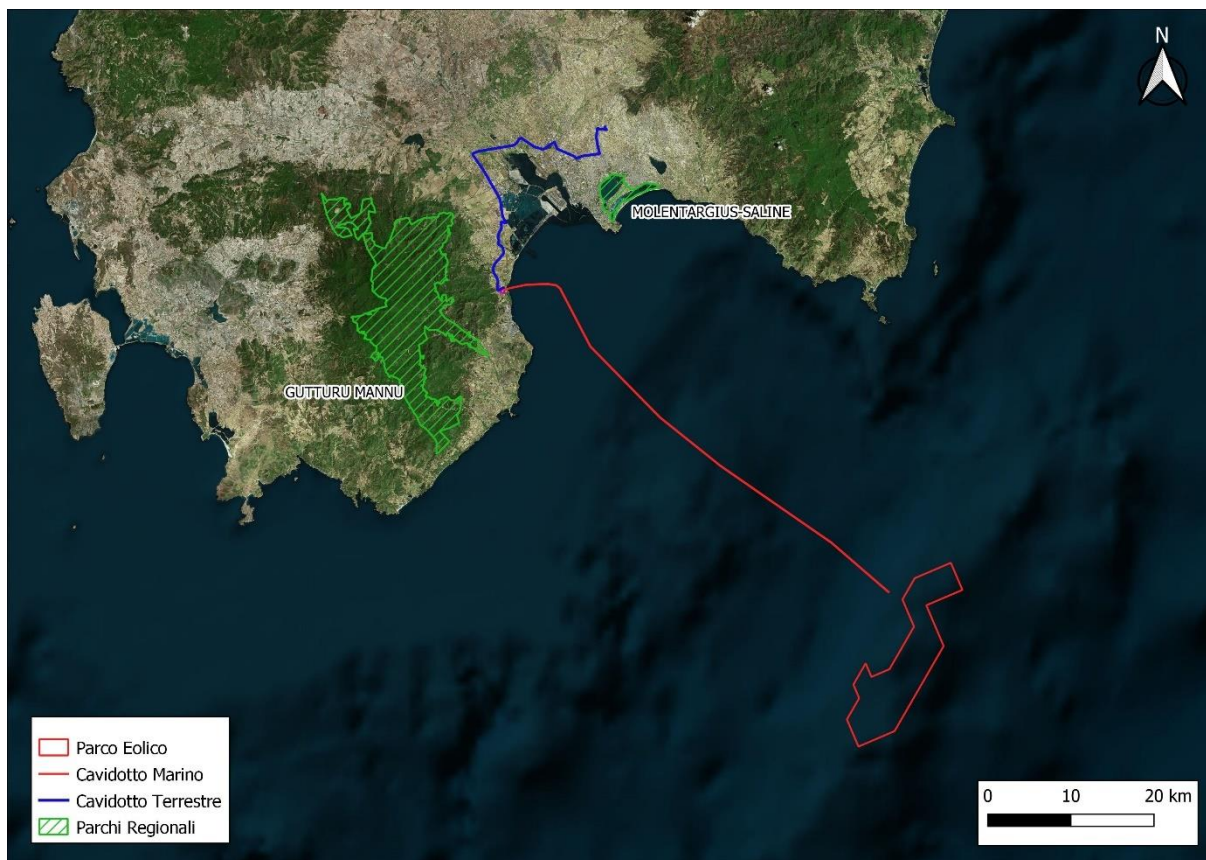 N
MOLENTARGIUS-SALINE
GUTTURU MANNU
Parco Eolico
Cavidotto Marino
Cavidotto Terrestre
Parchi Regionali
0 10 20 km